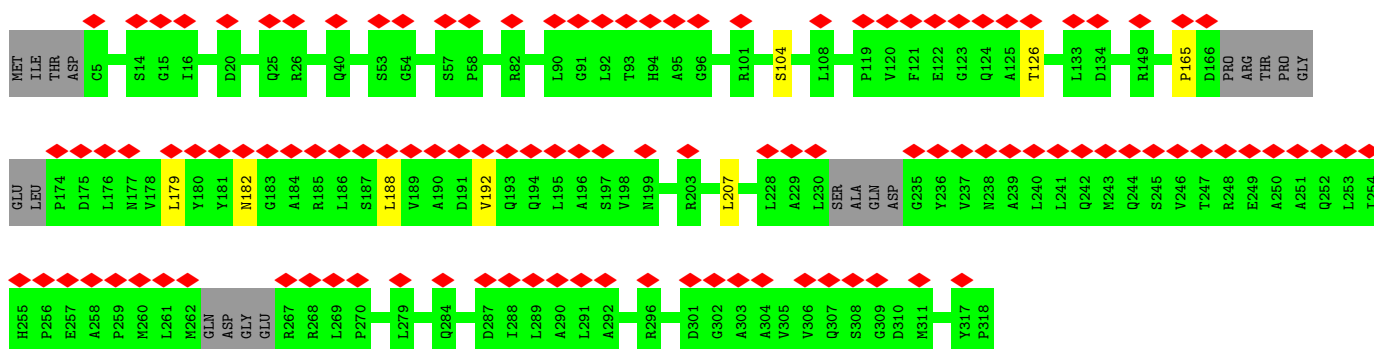 MET ILE THR ASP C5 S14 G15 I16 D20 Q25 R26 Q40 S53 G54 S57 P58 R82 L90 G91 L92 T93 H94 A95 G96 R101 S104 L108 P119 V120 F121 E122 G123 Q124 A125 T126 L133 D134 R149 P165 D166 PRO ARG THR PRO GLY
GLU LEU P174 D175 L176 N177 V178 L179 Y180 Y181 N182 G183 A184 R185 L186 S187 L188 V189 A190 D191 V192 Q193 Q194 L195 A196 S197 V198 N199 R203 L207 L228 A229 L230 SER ALA GLN ASP G235 Y236 V237 N238 A239 L240 L241 Q242 M243 Q244 S245 V246 T247 R248 E249 A250 A251 Q252 L253 L254
H255 P256 E257 A258 P259 M260 L261 M262 GLN ASP GLY GLU R267 R268 L269 P270 L279 Q284 D287 I288 L289 A290 L291 A292 R296 D301 G302 A303 A304 V305 V306 Q307 S308 G309 D310 M311 Y317 P318